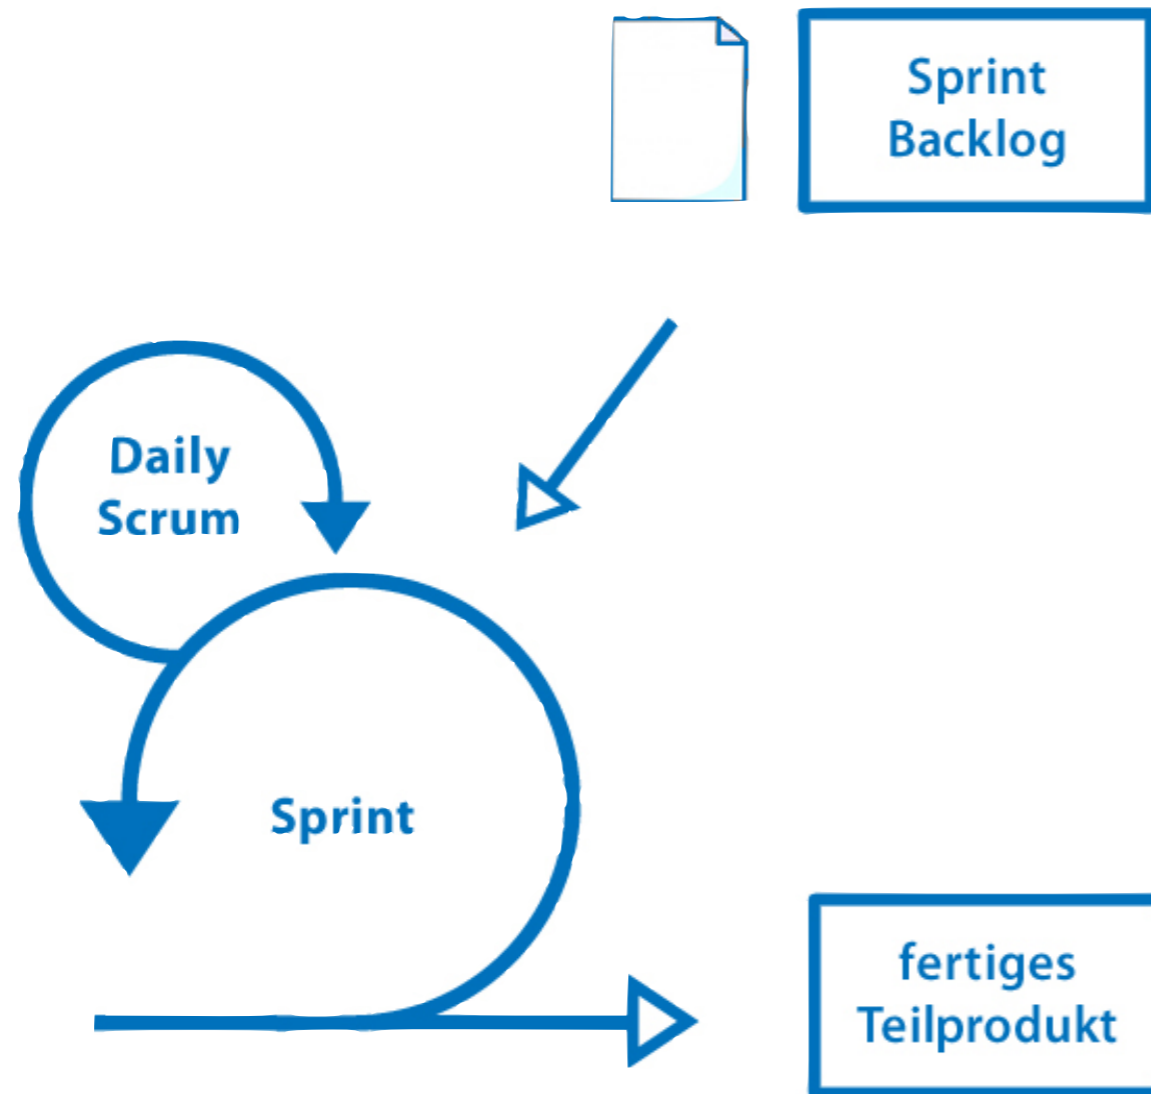 Sprint
Backlog
Daily
Scrum
Sprint
fertiges
Teilprodukt